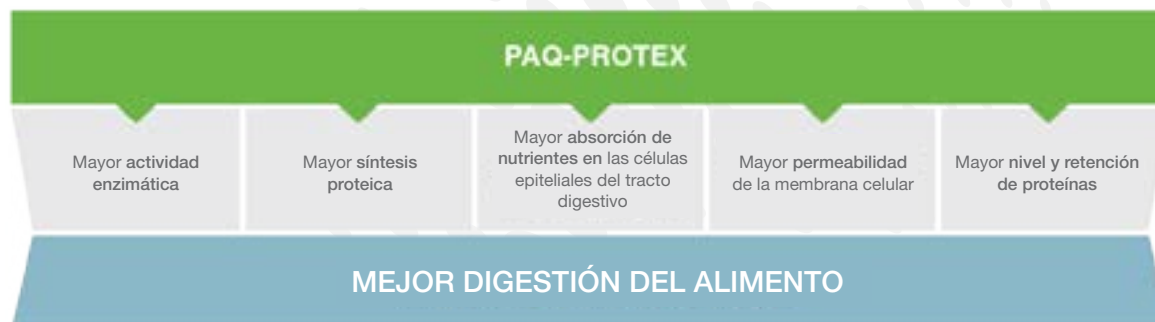 PAQ-PROTEX
Mayor actividad
enzimática
Mayor síntesis
proteica
Mayor absorción de
nutrientes en las células
epiteliales del tracto
digestivo
Mayor permeabilidad
de la membrana celular
Mayor nivel y retención
de proteínas
MEJOR DIGESTIÓN DEL ALIMENTO